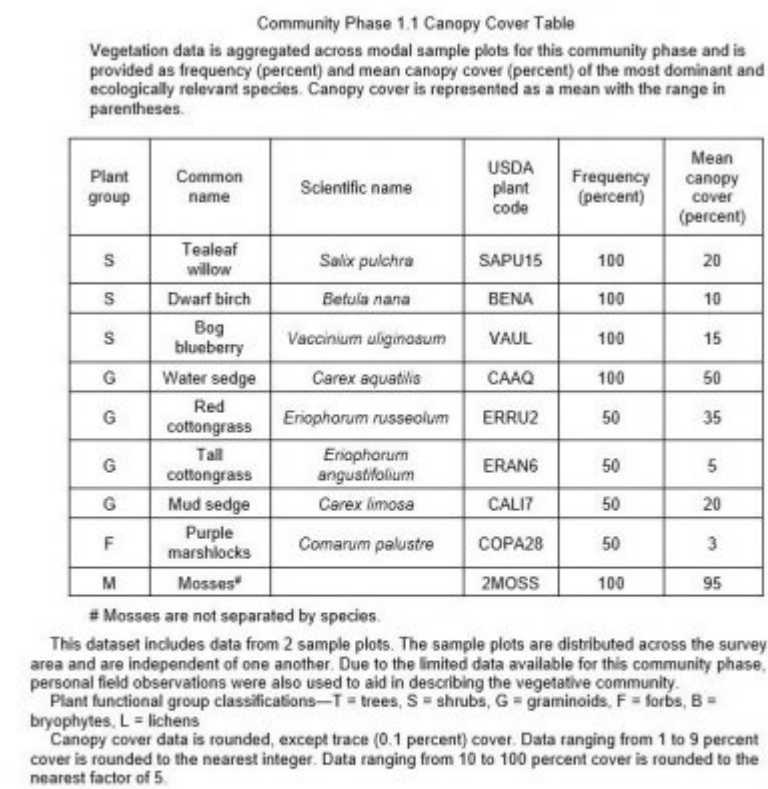 Community Phase 1.1 Canopy Cover Table
Vegetation data is aggregated across modal sample plots for this community phase and is
provided as frequency (percent) and mean canopy cover (percent) of the most dominant and
ecologically relevant species. Canopy cover is represented as a mean with the range in
parentheses.
Plant group | Common name | Scientific name | USDA plant code | Frequency (percent) | Mean canopy cover (percent)
S | Tealeaf willow | Salix pulchra | SAPU15 | 100 | 20
S | Dwarf birch | Betula nana | BENA | 100 | 10
S | Bog blueberry | Vaccinium uliginosum | VAUL | 100 | 15
G | Water sedge | Carex aquatilis | CAAQ | 100 | 50
G | Red cottongrass | Eriophorum russeolum | ERRU2 | 50 | 35
G | Tall cottongrass | Eriophorum angustifolium | ERAN6 | 50 | 5
G | Mud sedge | Carex limosa | CALI7 | 50 | 20
F | Purple marshlocks | Comarum palustre | COPA28 | 50 | 3
M | Mosses# | | 2MOSS | 100 | 95
# Mosses are not separated by species.
This dataset includes data from 2 sample plots. The sample plots are distributed across the survey
area and are independent of one another. Due to the limited data available for this community phase,
personal field observations were also used to aid in describing the vegetative community.
Plant functional group classifications—T = trees, S = shrubs, G = graminoids, F = forbs, B =
bryophytes, L = lichens
Canopy cover data is rounded, except trace (0.1 percent) cover. Data ranging from 1 to 9 percent
cover is rounded to the nearest integer. Data ranging from 10 to 100 percent cover is rounded to the
nearest factor of 5.